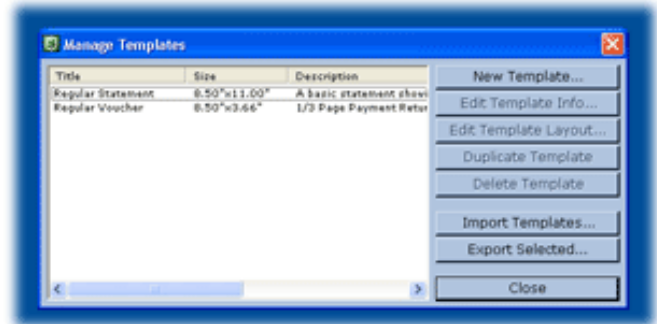 Manage Templates
Title Size Description
Regular Statement 8.50"x11.00" A basic statement showi
Regular Voucher 8.50"x3.66" 1/3 Page Payment Retur
New Template...
Edit Template Info...
Edit Template Layout...
Duplicate Template
Delete Template
Import Templates...
Export Selected...
Close